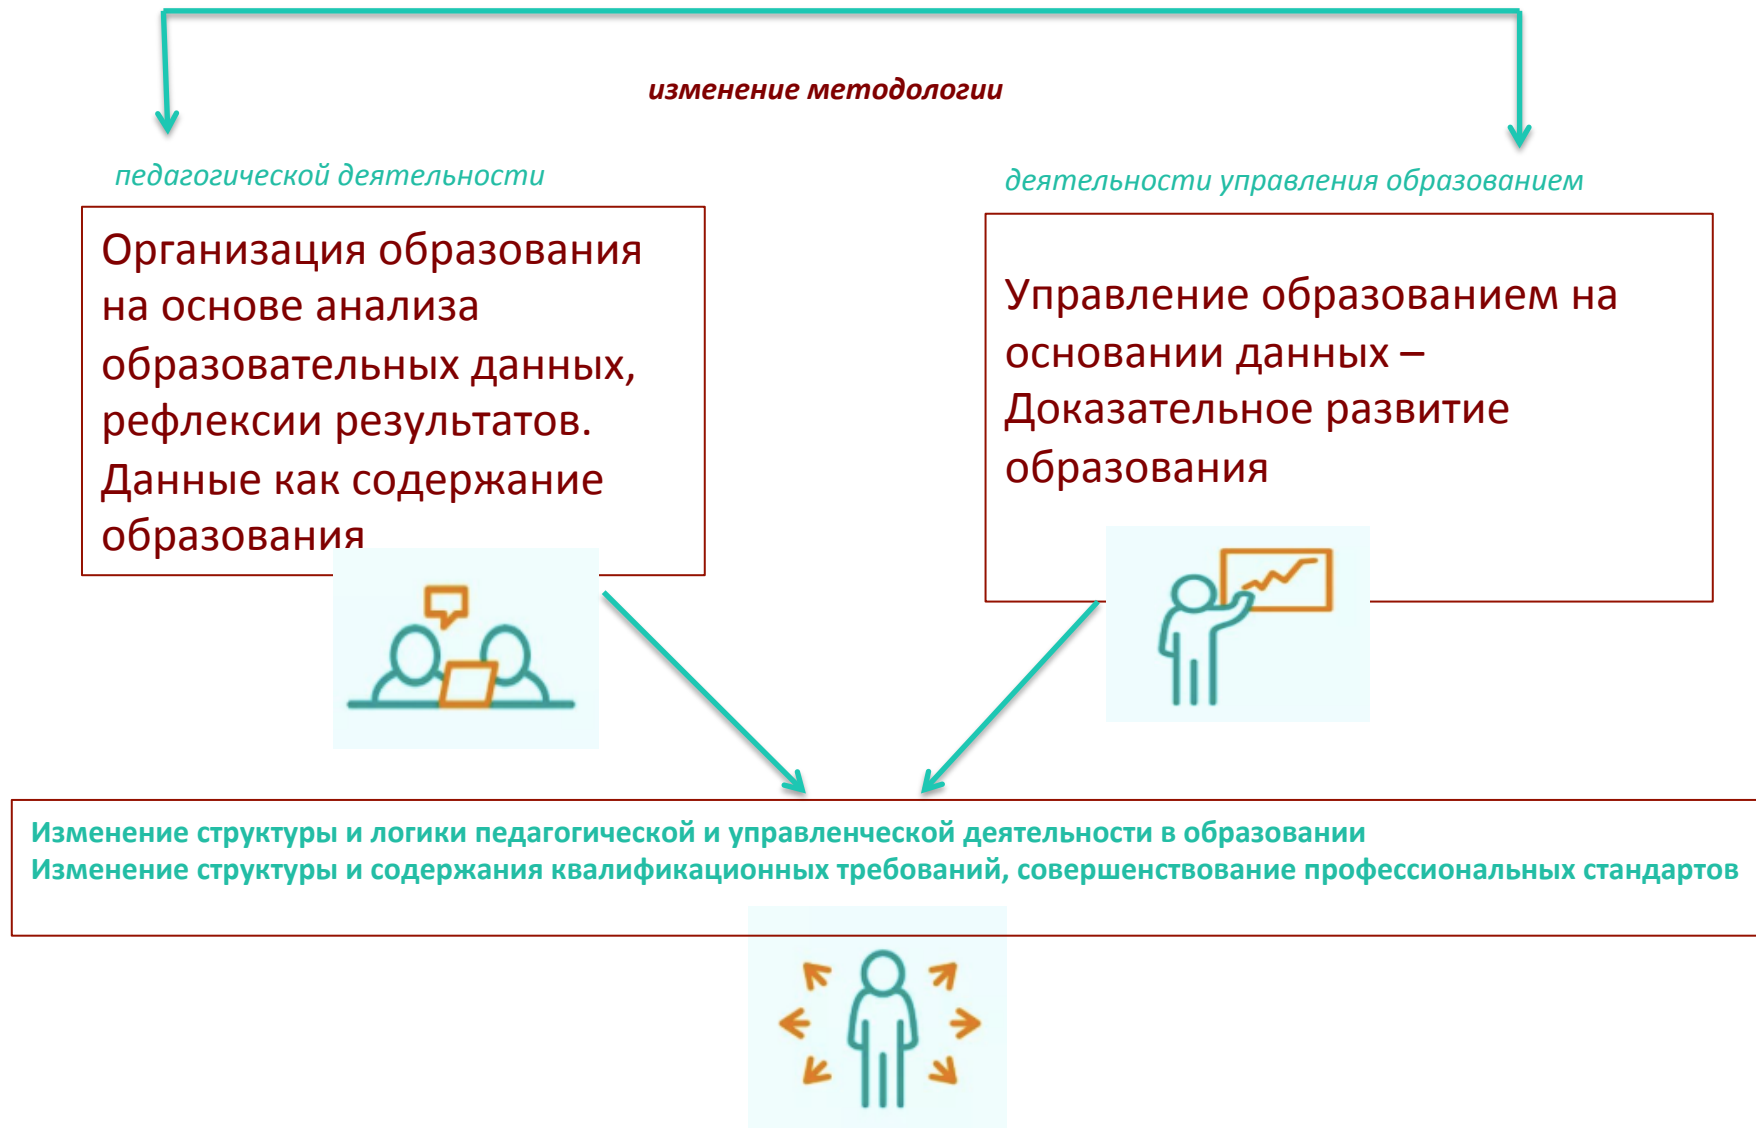 изменение методологии
педагогической деятельности
Организация образования
на основе анализа
образовательных данных,
рефлексии результатов.
Данные как содержание
образования
деятельности управления образованием
Управление образованием на
основании данных –
Доказательное развитие
образования
Изменение структуры и логики педагогической и управленческой деятельности в образовании
Изменение структуры и содержания квалификационных требований, совершенствование профессиональных стандартов